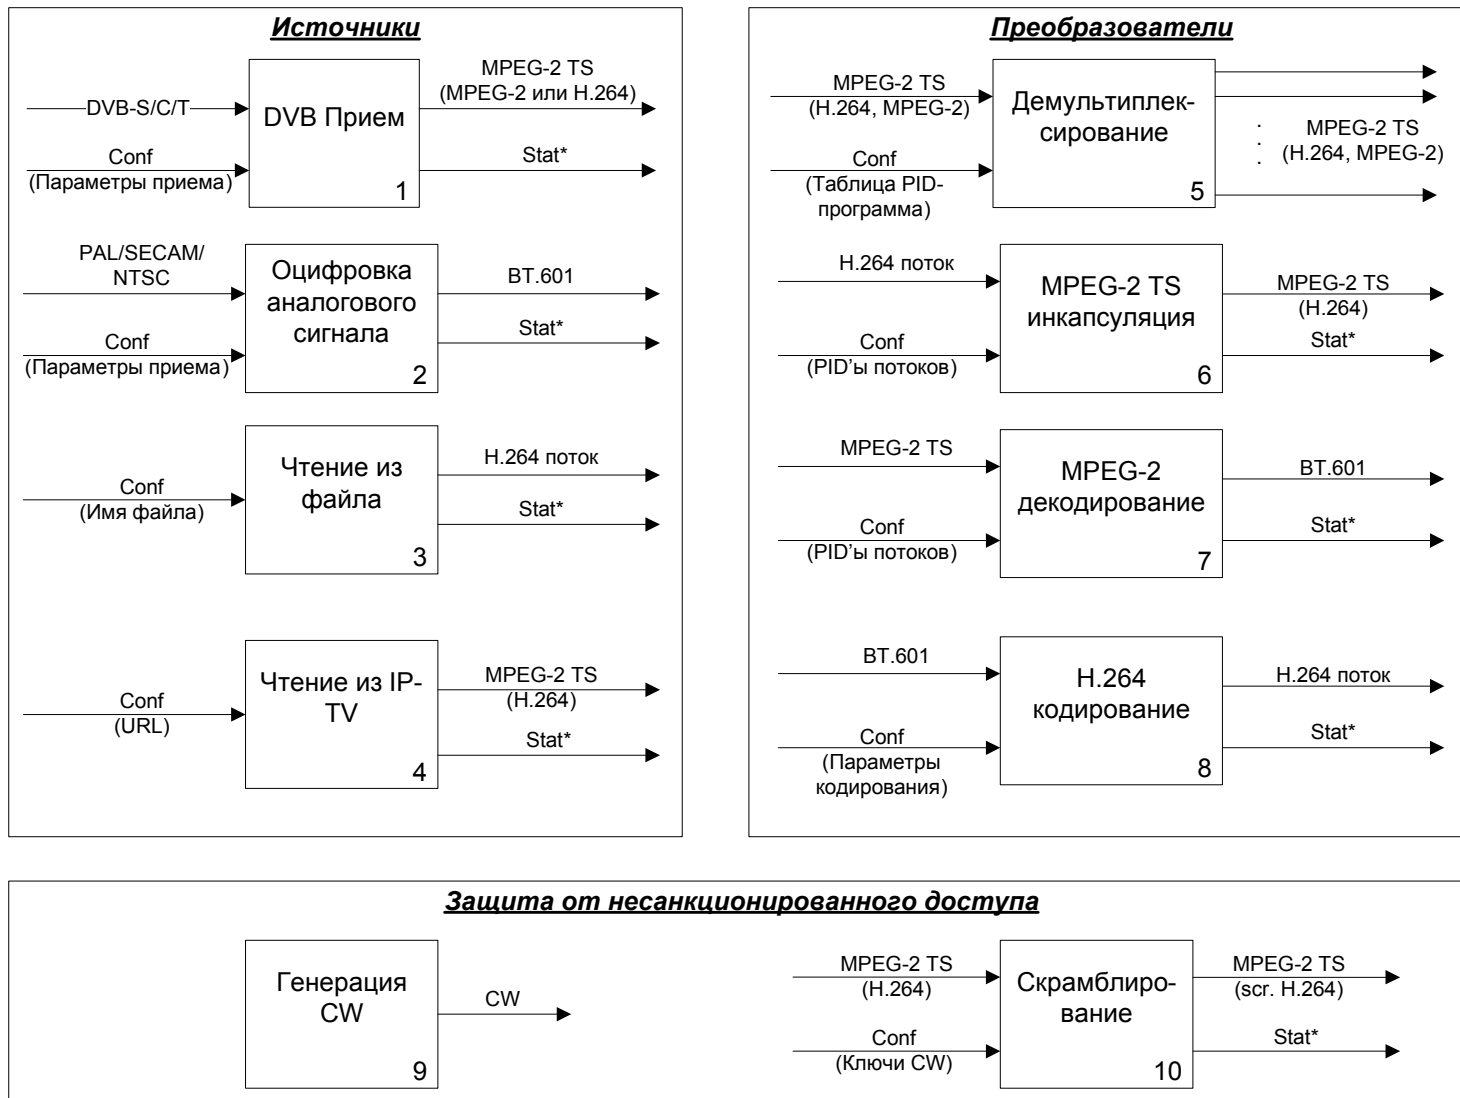 Источники
DVB-S/C/T
Conf
(Параметры приема)
DVB Прием
1
MPEG-2 TS
(MPEG-2 или H.264)
Stat*
PAL/SECAM/
NTSC
Conf
(Параметры приема)
Оцифровка
аналогового
сигнала
2
BT.601
Stat*
Conf
(Имя файла)
Чтение из
файла
3
H.264 поток
Stat*
Conf
(URL)
Чтение из IP-
TV
4
MPEG-2 TS
(H.264)
Stat*
Преобразователи
MPEG-2 TS
(H.264, MPEG-2)
Conf
(Таблица PID-
программа)
Демультиплек-
сирование
5
MPEG-2 TS
(H.264, MPEG-2)
H.264 поток
Conf
(PID'ы потоков)
MPEG-2 TS
инкапсуляция
6
MPEG-2 TS
(H.264)
Stat*
MPEG-2 TS
Conf
(PID'ы потоков)
MPEG-2
декодирование
7
BT.601
Stat*
BT.601
Conf
(Параметры
кодирования)
H.264
кодирование
8
H.264 поток
Stat*
Защита от несанкционированного доступа
Генерация
CW
9
CW
MPEG-2 TS
(H.264)
Conf
(Ключи CW)
Скрамблиро-
вание
10
MPEG-2 TS
(scr. H.264)
Stat*